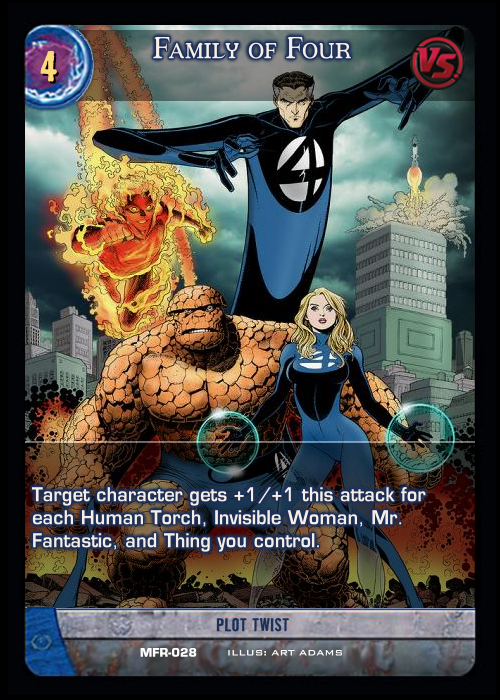 4
FAMILY OF FOUR
VS
4
Target character gets +1/+1 this attack for
each Human Torch, Invisible Woman, Mr.
Fantastic, and Thing you control.
PLOT TWIST
MFR-028 ILLUS: ART ADAMS